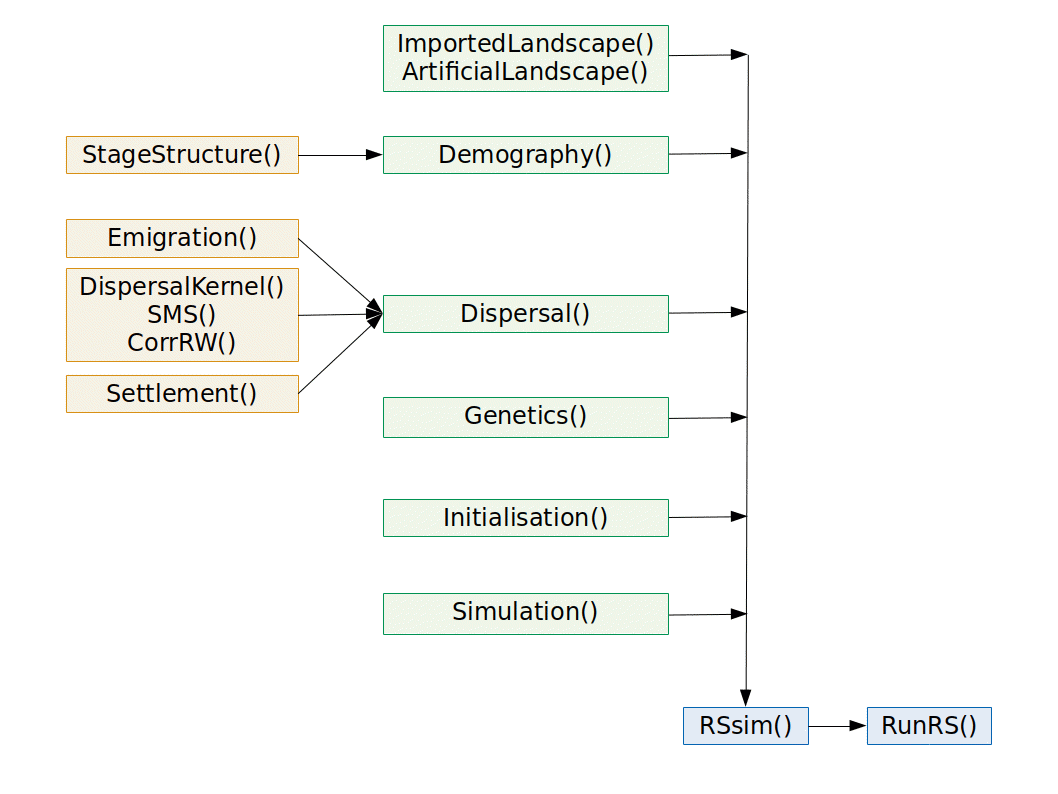 ImportedLandscape()
ArtificialLandscape()
StageStructure()
Demography()
Emigration()
DispersalKernel()
SMS()
CorrRW()
Settlement()
Dispersal()
Genetics()
Initialisation()
Simulation()
RSsim()
RunRS()